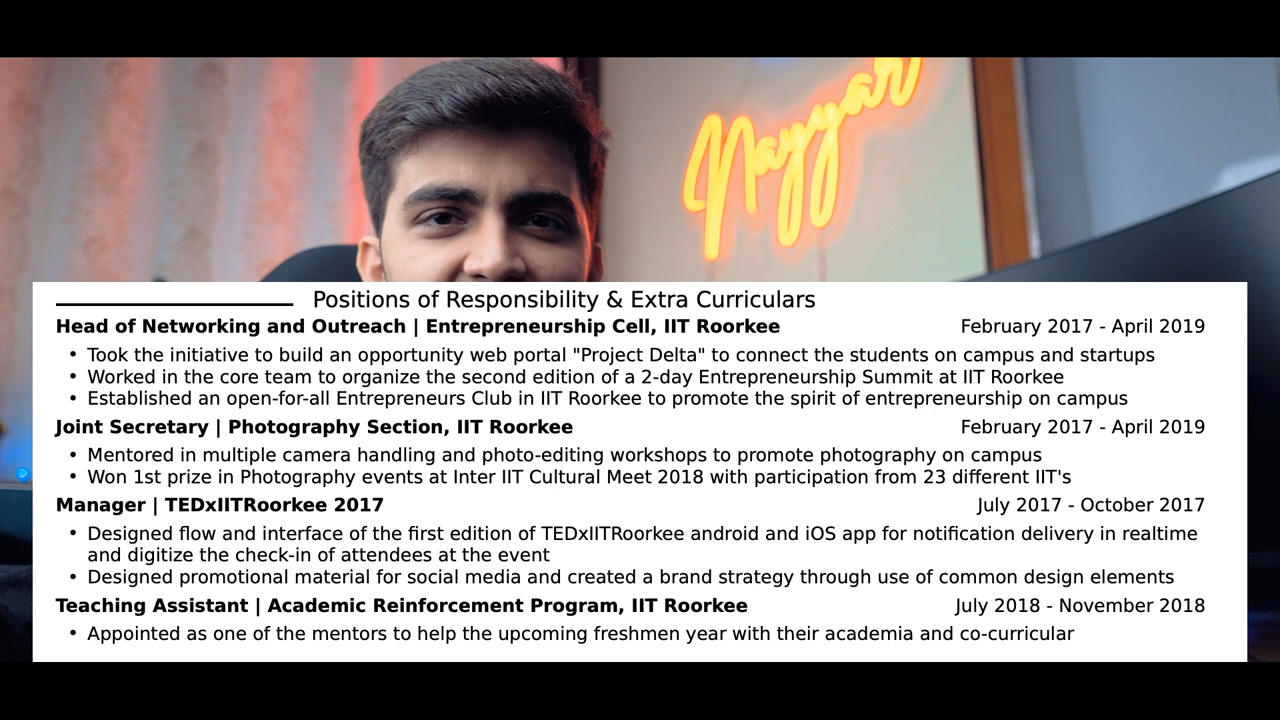 Nayyar
Positions of Responsibility & Extra Curriculars
Head of Networking and Outreach | Entrepreneurship Cell, IIT Roorkee February 2017 - April 2019
• Took the initiative to build an opportunity web portal "Project Delta" to connect the students on campus and startups
• Worked in the core team to organize the second edition of a 2-day Entrepreneurship Summit at IIT Roorkee
• Established an open-for-all Entrepreneurs Club in IIT Roorkee to promote the spirit of entrepreneurship on campus
Joint Secretary | Photography Section, IIT Roorkee February 2017 - April 2019
• Mentored in multiple camera handling and photo-editing workshops to promote photography on campus
• Won 1st prize in Photography events at Inter IIT Cultural Meet 2018 with participation from 23 different IIT's
Manager | TEDxIITRoorkee 2017 July 2017 - October 2017
• Designed flow and interface of the first edition of TEDxIITRoorkee android and iOS app for notification delivery in realtime
and digitize the check-in of attendees at the event
• Designed promotional material for social media and created a brand strategy through use of common design elements
Teaching Assistant | Academic Reinforcement Program, IIT Roorkee July 2018 - November 2018
• Appointed as one of the mentors to help the upcoming freshmen year with their academia and co-curricular